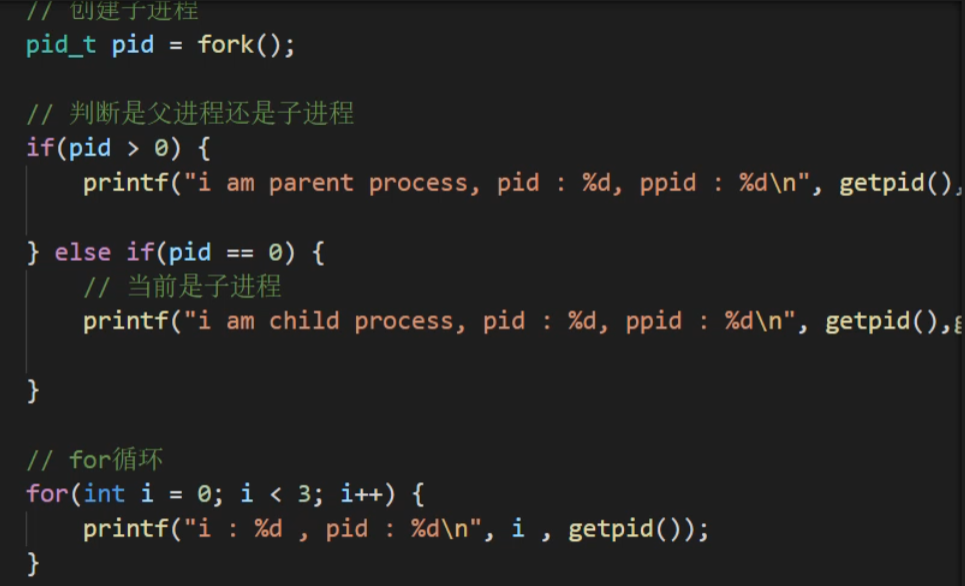 // 创建子进程
pid_t pid = fork();
// 判断是父进程还是子进程
if(pid > 0) {
printf("i am parent process, pid : %d, ppid : %d\n", getpid(),
} else if(pid == 0) {
// 当前是子进程
printf("i am child process, pid : %d, ppid : %d\n", getpid(),g
}
// for循环
for(int i = 0; i < 3; i++) {
printf("i : %d , pid : %d\n", i , getpid());
}